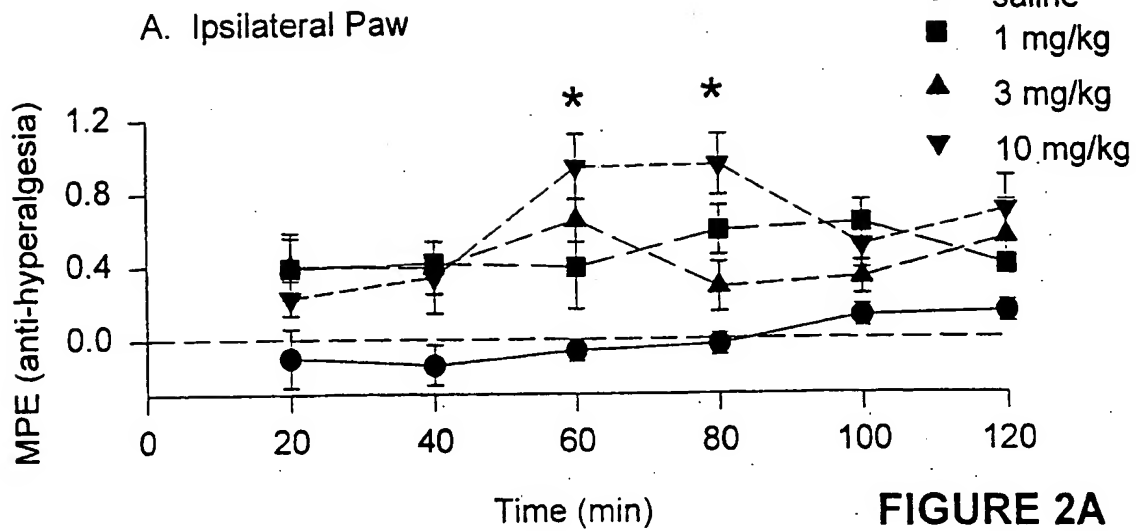 saline
A. Ipsilateral Paw
1 mg/kg
3 mg/kg
10 mg/kg
* *
MPE (anti-hyperalgesia)
1.2
0.8
0.4
0.0
0 20 40 60 80 100 120
Time (min)
FIGURE 2A